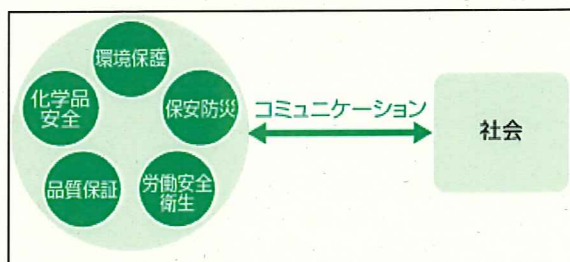 環境保護
化学品
安全
保安防災
品質保証
労働安全
衛生
コミュニケーション
社会